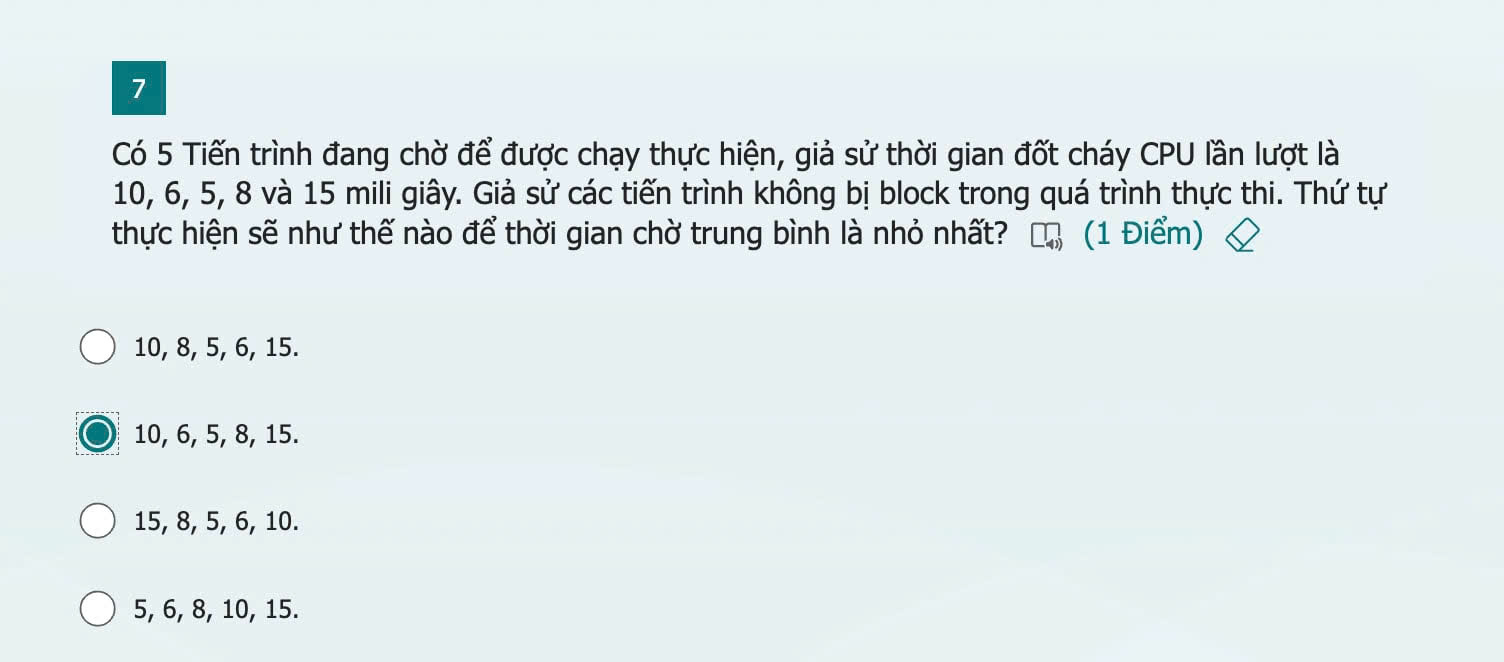 7
Có 5 Tiến trình đang chờ để được chạy thực hiện, giả sử thời gian đốt cháy CPU lần lượt là
10, 6, 5, 8 và 15 mili giây. Giả sử các tiến trình không bị block trong quá trình thực thi. Thứ tự
thực hiện sẽ như thế nào để thời gian chờ trung bình là nhỏ nhất? (1 Điểm)
10, 8, 5, 6, 15.
10, 6, 5, 8, 15.
15, 8, 5, 6, 10.
5, 6, 8, 10, 15.